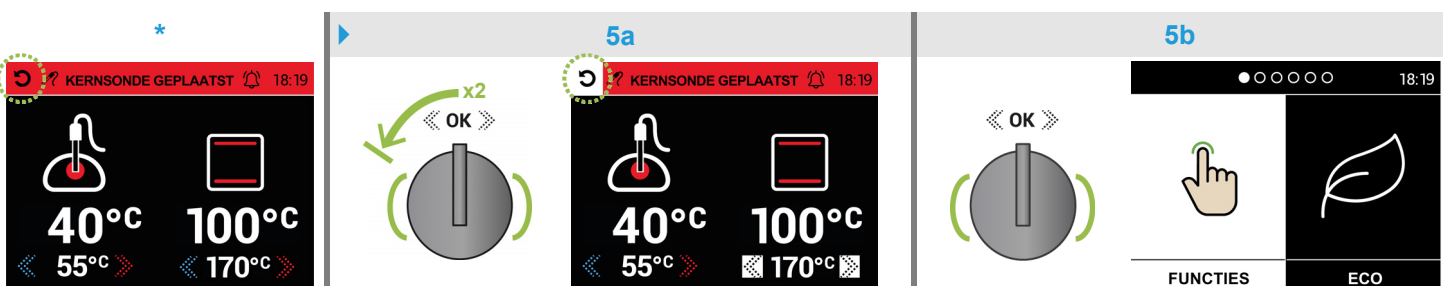 *
5a
5b
KERNSONDE GEPLAATST 18:19
40°C 100°C
55°C 170°C
x2
OK
KERNSONDE GEPLAATST 18:19
40°C 100°C
55°C 170°C
OK
18:19
FUNCTIES ECO